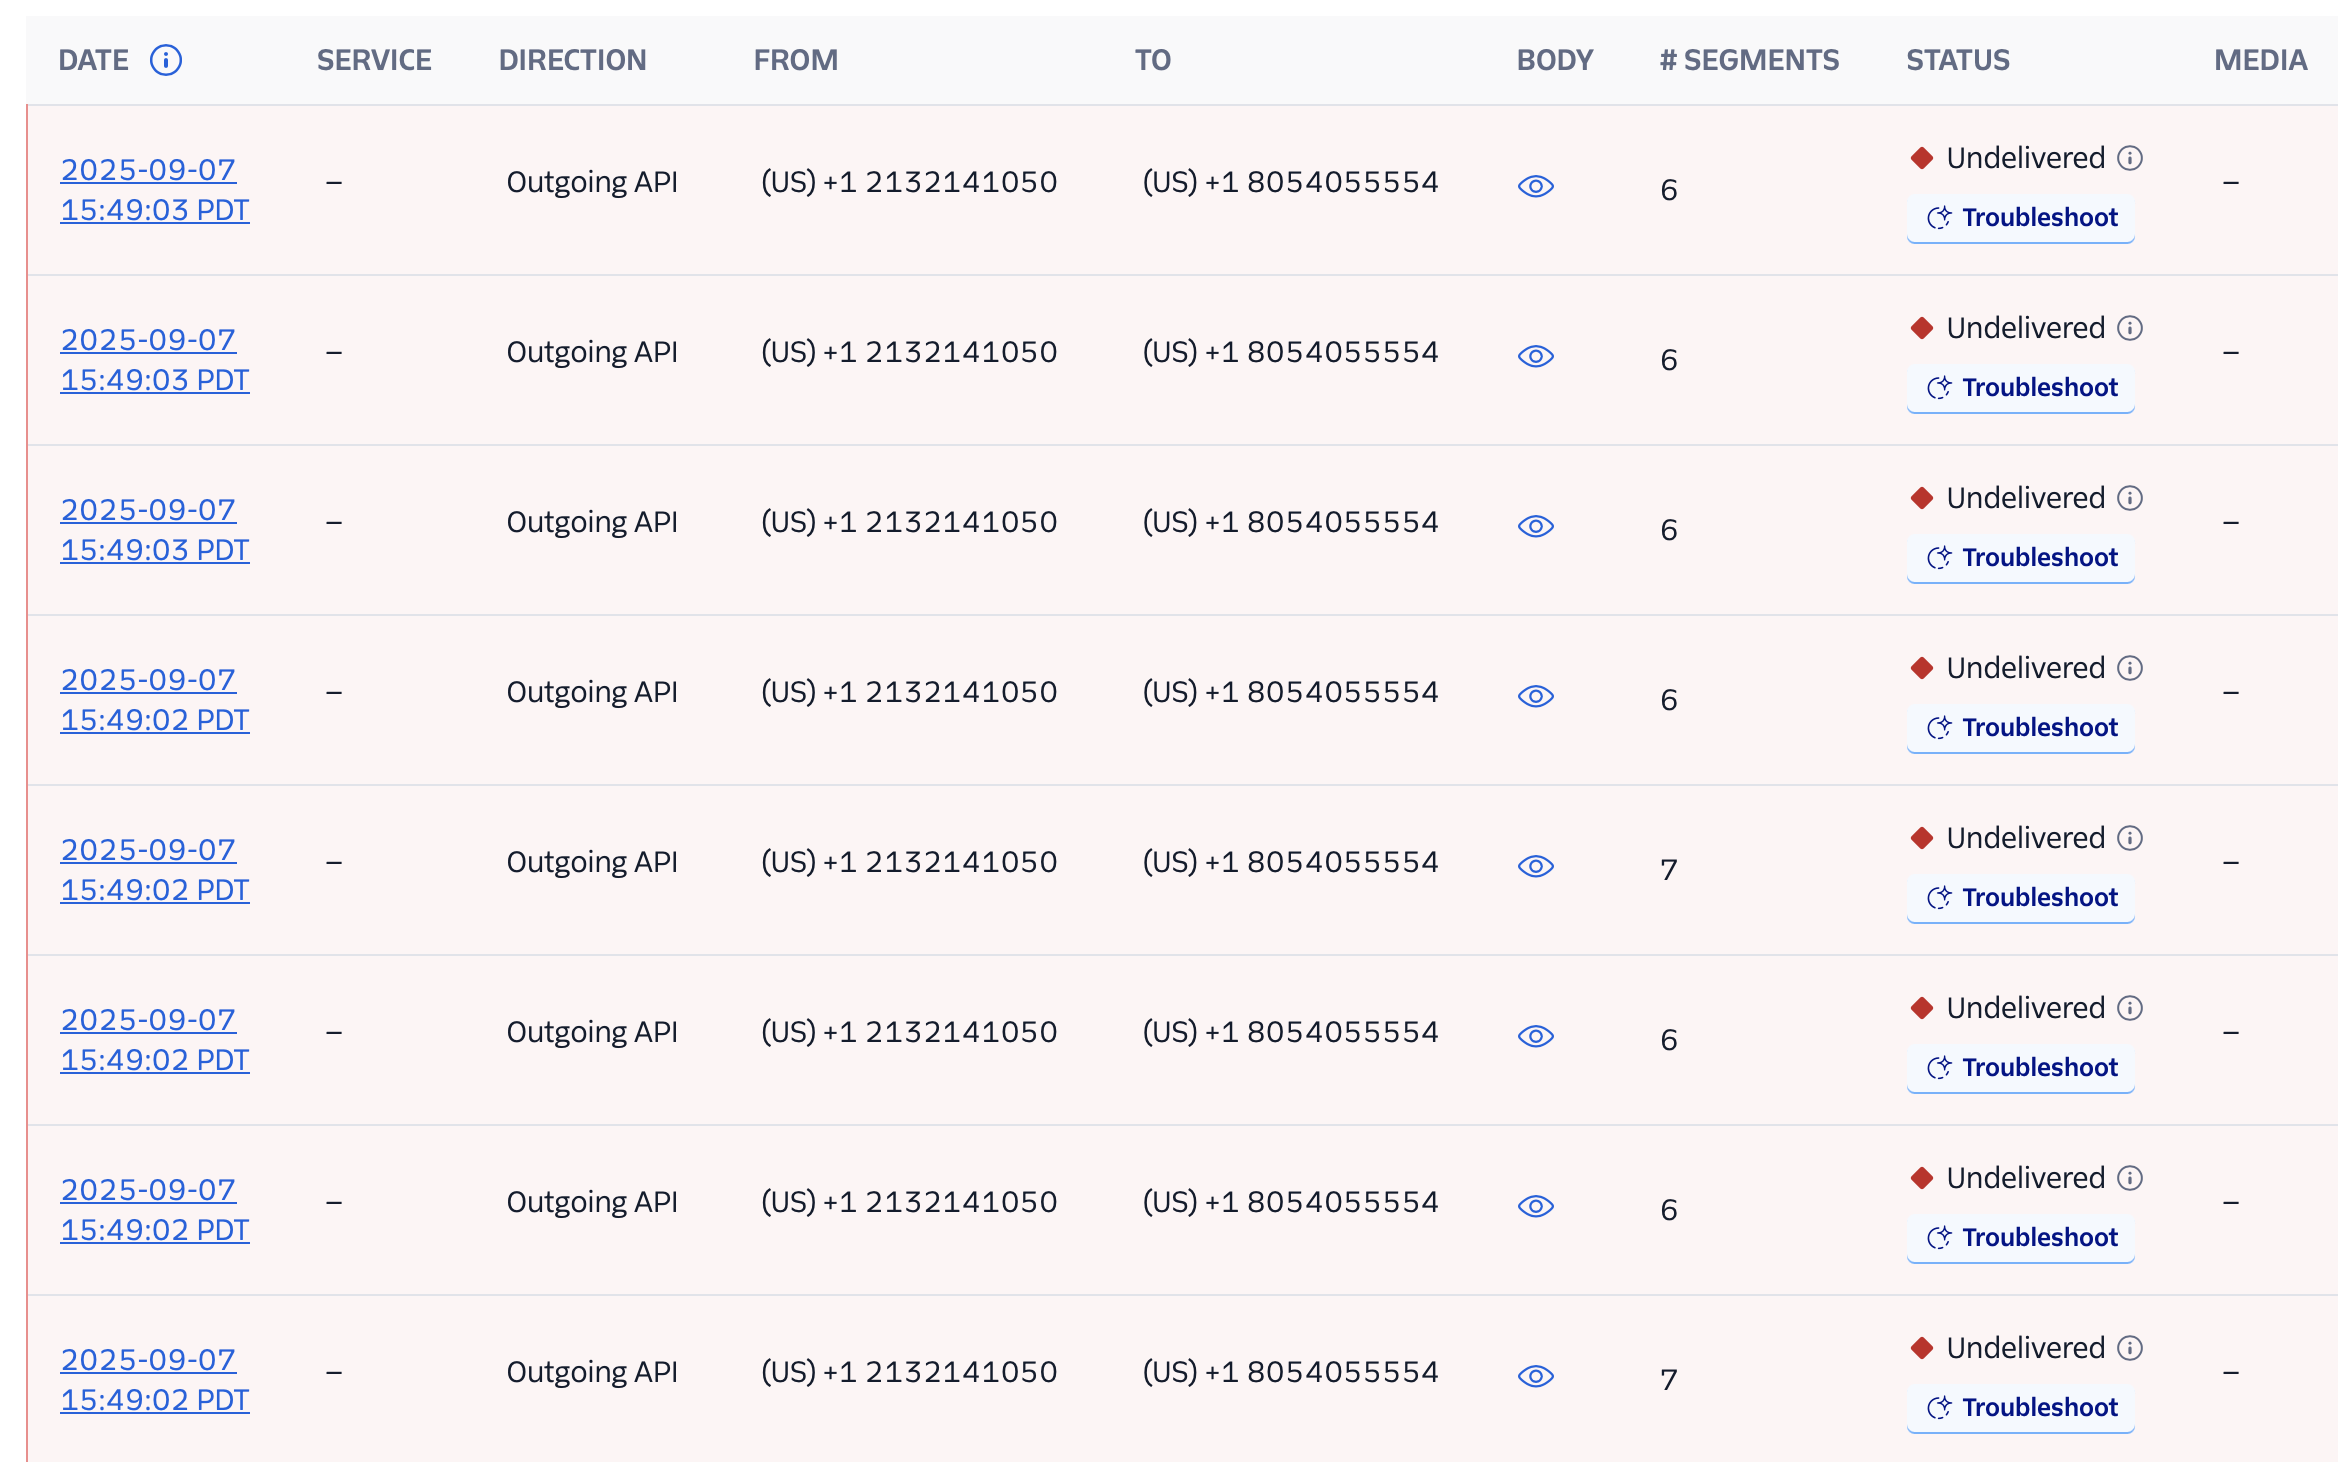 DATE SERVICE DIRECTION FROM TO BODY # SEGMENTS STATUS MEDIA
2025-09-07
15:49:03 PDT
– Outgoing API (US) +1 2132141050 (US) +1 8054055554 6 Undelivered –
Troubleshoot
2025-09-07
15:49:03 PDT
– Outgoing API (US) +1 2132141050 (US) +1 8054055554 6 Undelivered –
Troubleshoot
2025-09-07
15:49:03 PDT
– Outgoing API (US) +1 2132141050 (US) +1 8054055554 6 Undelivered –
Troubleshoot
2025-09-07
15:49:02 PDT
– Outgoing API (US) +1 2132141050 (US) +1 8054055554 6 Undelivered –
Troubleshoot
2025-09-07
15:49:02 PDT
– Outgoing API (US) +1 2132141050 (US) +1 8054055554 7 Undelivered –
Troubleshoot
2025-09-07
15:49:02 PDT
– Outgoing API (US) +1 2132141050 (US) +1 8054055554 6 Undelivered –
Troubleshoot
2025-09-07
15:49:02 PDT
– Outgoing API (US) +1 2132141050 (US) +1 8054055554 6 Undelivered –
Troubleshoot
2025-09-07
15:49:02 PDT
– Outgoing API (US) +1 2132141050 (US) +1 8054055554 7 Undelivered –
Troubleshoot